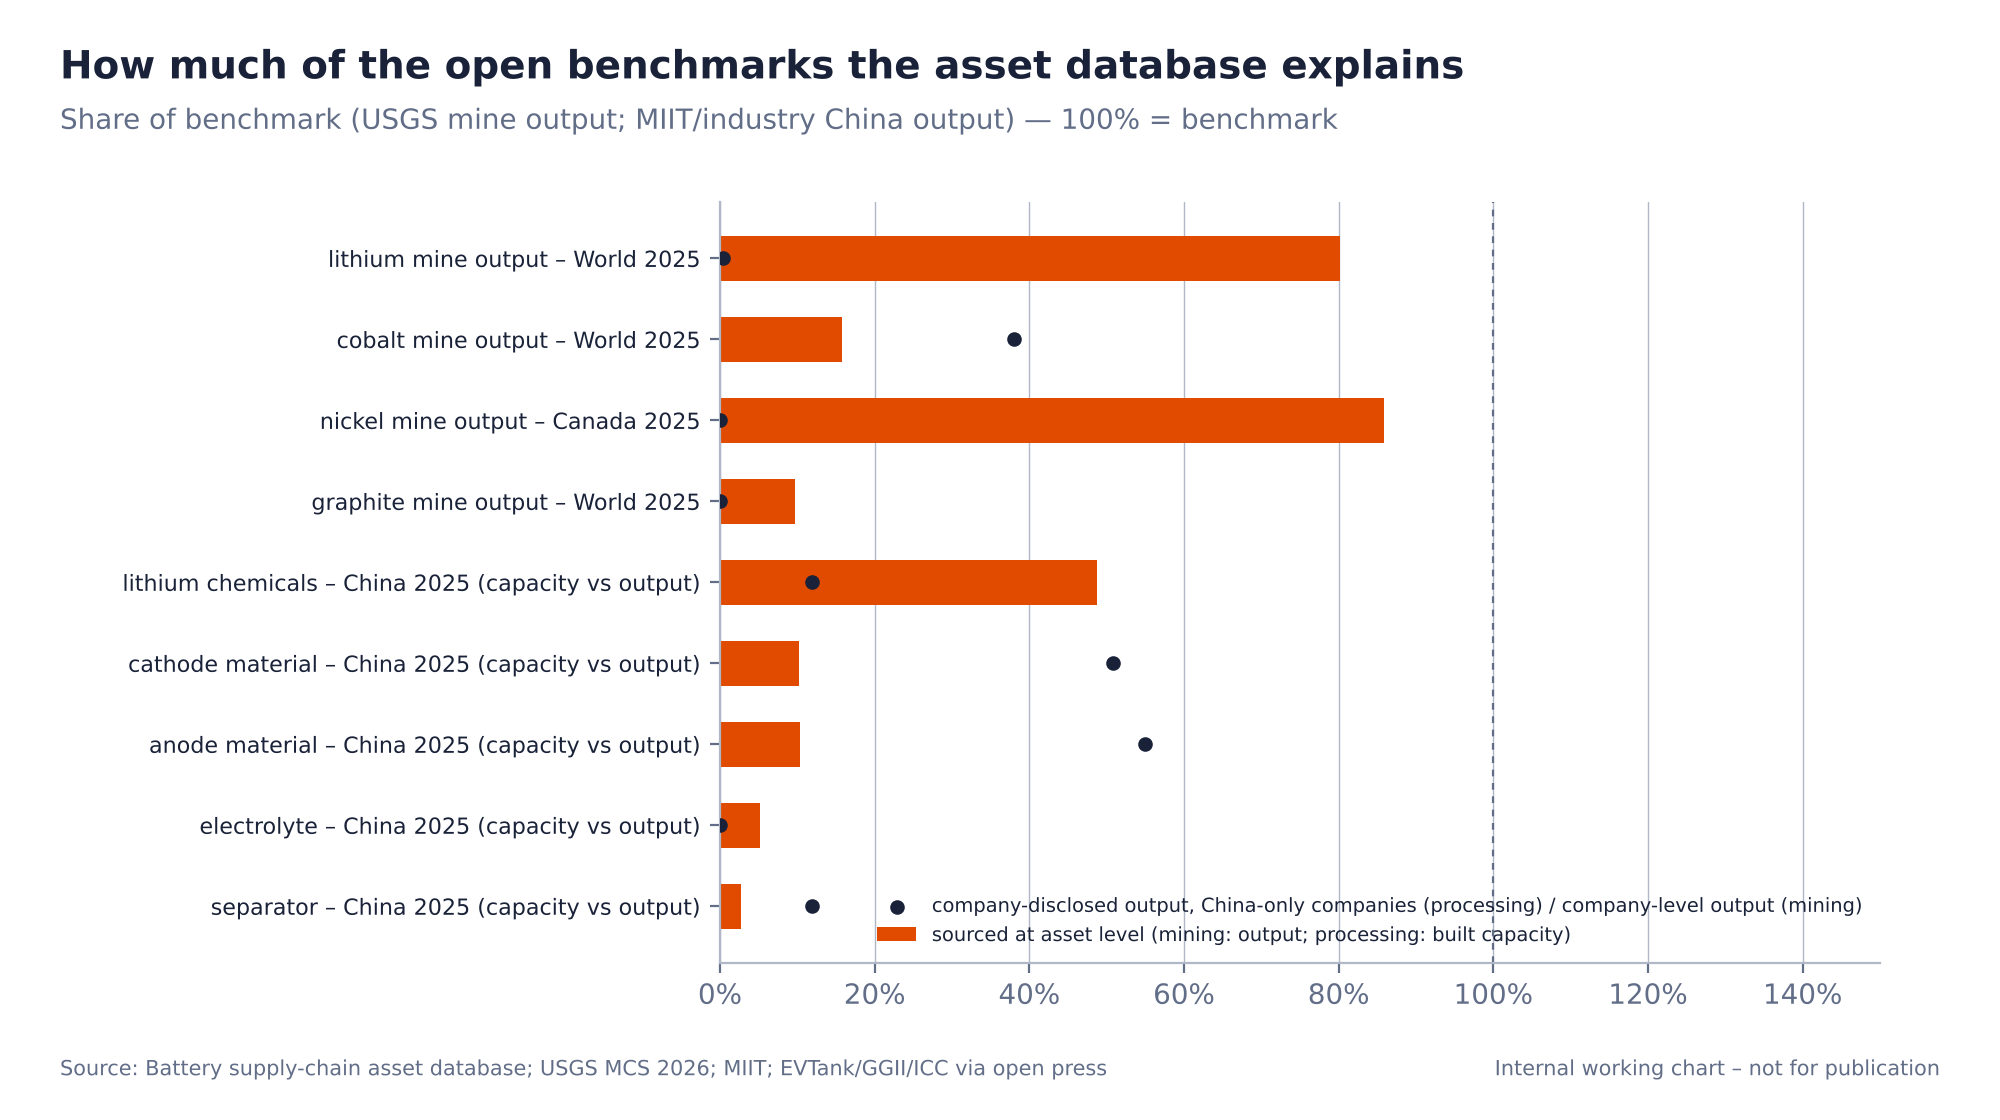 How much of the open benchmarks the asset database explains
Share of benchmark (USGS mine output; MIIT/industry China output) — 100% = benchmark
lithium mine output – World 2025
cobalt mine output – World 2025
nickel mine output – Canada 2025
graphite mine output – World 2025
lithium chemicals – China 2025 (capacity vs output)
cathode material – China 2025 (capacity vs output)
anode material – China 2025 (capacity vs output)
electrolyte – China 2025 (capacity vs output)
separator – China 2025 (capacity vs output)
company-disclosed output, China-only companies (processing) / company-level output (mining)
sourced at asset level (mining: output; processing: built capacity)
0% 20% 40% 60% 80% 100% 120% 140%
Source: Battery supply-chain asset database; USGS MCS 2026; MIIT; EVTank/GGII/ICC via open press
Internal working chart – not for publication